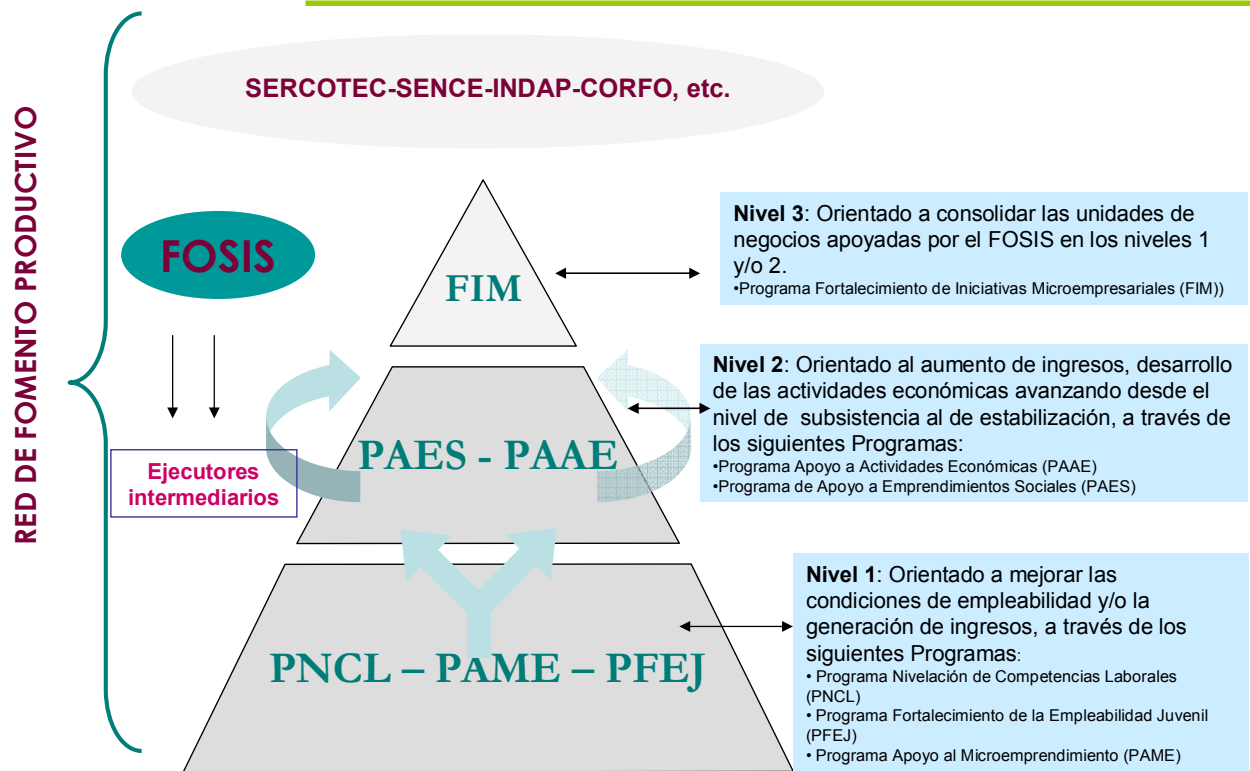 RED DE FOMENTO PRODUCTIVO
SERCOTEC-SENCE-INDAP-CORFO, etc.
FOSIS
Ejecutores
intermediarios
FIM
PAES - PAAE
PNCL – PAME – PFEJ
Nivel 3: Orientado a consolidar las unidades de
negocios apoyadas por el FOSIS en los niveles 1
y/o 2.
•Programa Fortalecimiento de Iniciativas Microempresariales (FIM))
Nivel 2: Orientado al aumento de ingresos, desarrollo
de las actividades económicas avanzando desde el
nivel de subsistencia al de estabilización, a través de
los siguientes Programas:
•Programa Apoyo a Actividades Económicas (PAAE)
•Programa de Apoyo a Emprendimientos Sociales (PAES)
Nivel 1: Orientado a mejorar las
condiciones de empleabilidad y/o la
generación de ingresos, a través de los
siguientes Programas:
• Programa Nivelación de Competencias Laborales
(PNCL)
• Programa Fortalecimiento de la Empleabilidad Juvenil
(PFEJ)
• Programa Apoyo al Microemprendimiento (PAME)